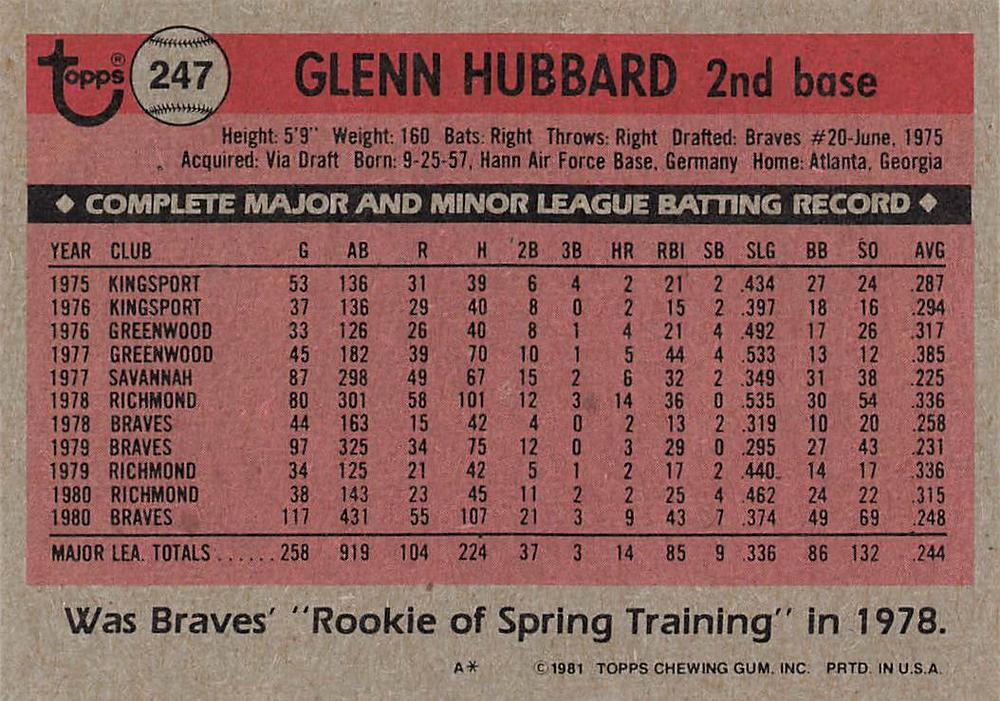 Topps® 247 GLENN HUBBARD 2nd base
Height: 5'9" Weight: 160 Bats: Right Throws: Right Drafted: Braves #20-June, 1975
Acquired: Via Draft Born: 9-25-57, Hann Air Force Base, Germany Home: Atlanta, Georgia
◆ COMPLETE MAJOR AND MINOR LEAGUE BATTING RECORD ◆
YEAR CLUB G AB R H 2B 3B HR RBI SB SLG BB SO AVG
1975 KINGSPORT 53 136 31 39 6 4 2 21 2 .434 27 24 .287
1976 KINGSPORT 37 136 29 40 8 0 2 15 2 .397 18 16 .294
1976 GREENWOOD 33 126 26 40 8 1 4 21 4 .492 17 26 .317
1977 GREENWOOD 45 182 39 70 10 1 5 44 4 .533 13 12 .385
1977 SAVANNAH 87 298 49 67 15 2 6 32 2 .349 31 38 .225
1978 RICHMOND 80 301 58 101 12 3 14 36 0 .535 30 54 .336
1978 BRAVES 44 163 15 42 4 0 2 13 2 .319 10 20 .258
1979 BRAVES 97 325 34 75 12 0 3 29 0 .295 27 43 .231
1979 RICHMOND 34 125 21 42 5 1 2 17 2 .440 14 17 .336
1980 RICHMOND 38 143 23 45 11 2 2 25 4 .462 24 22 .315
1980 BRAVES 117 431 55 107 21 3 9 43 7 .374 49 69 .248
MAJOR LEA. TOTALS ......258 919 104 224 37 3 14 85 9 .336 86 132 .244
Was Braves' "Rookie of Spring Training" in 1978.
A* © 1981 TOPPS CHEWING GUM, INC. PRTD. IN U.S.A.